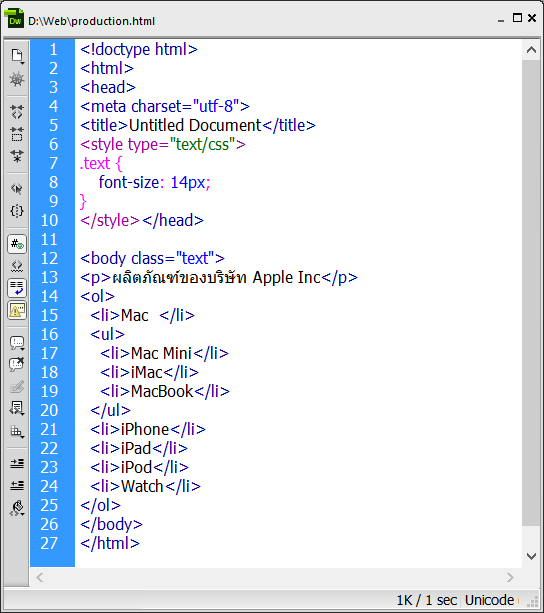 Dw D:\Web\production.html
1 <!doctype html>
2 <html>
3 <head>
4 <meta charset="utf-8">
5 <title>Untitled Document</title>
6 <style type="text/css">
7 .text {
8     font-size: 14px;
9 }
10 </style></head>
11
12 <body class="text">
13 <p>ผลิตภัณฑ์ของบริษัท Apple Inc</p>
14 <ol>
15   <li>Mac  </li>
16   <ul>
17     <li>Mac Mini</li>
18     <li>iMac</li>
19     <li>MacBook</li>
20   </ul>
21   <li>iPhone</li>
22   <li>iPad</li>
23   <li>iPod</li>
24   <li>Watch</li>
25 </ol>
26 </body>
27 </html>
1K / 1 sec Unicode